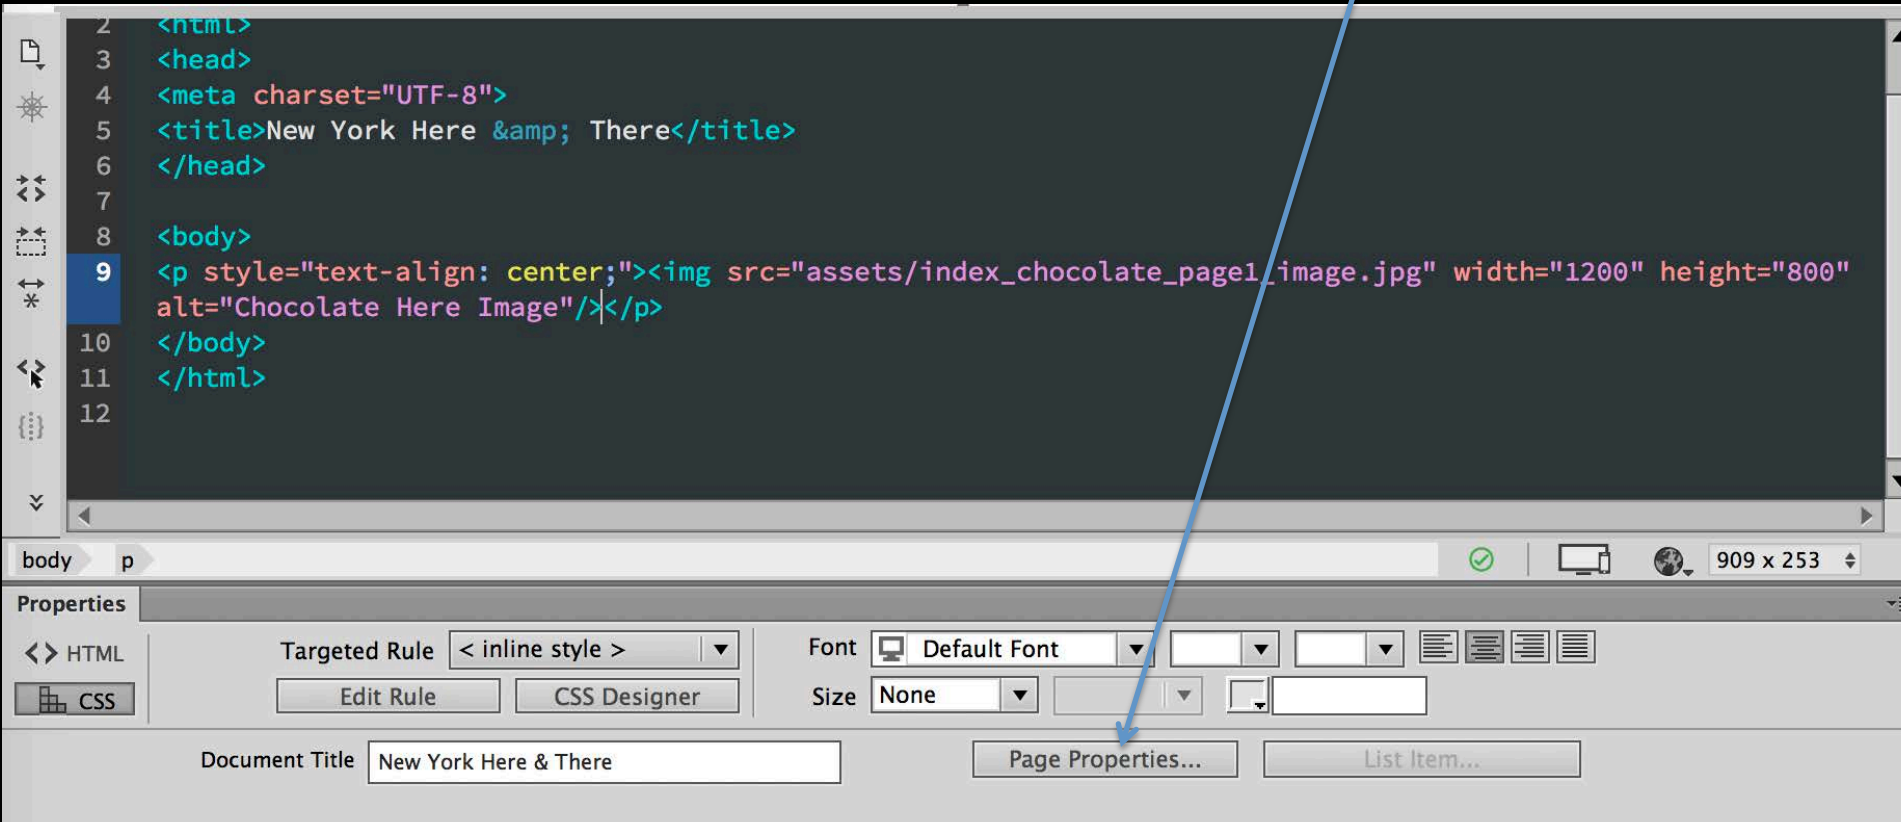 2 <html>
3 <head>
4 <meta charset="UTF-8">
5 <title>New York Here &amp; There</title>
6 </head>
7
8 <body>
9 <p style="text-align: center;"><img src="assets/index_chocolate_page1_image.jpg" width="1200" height="800"
alt="Chocolate Here Image"/></p>
10 </body>
11 </html>
12
body p 909 x 253
Properties
HTML Targeted Rule < inline style > Font Default Font
CSS Edit Rule CSS Designer Size None
Document Title New York Here & There Page Properties... List Item...